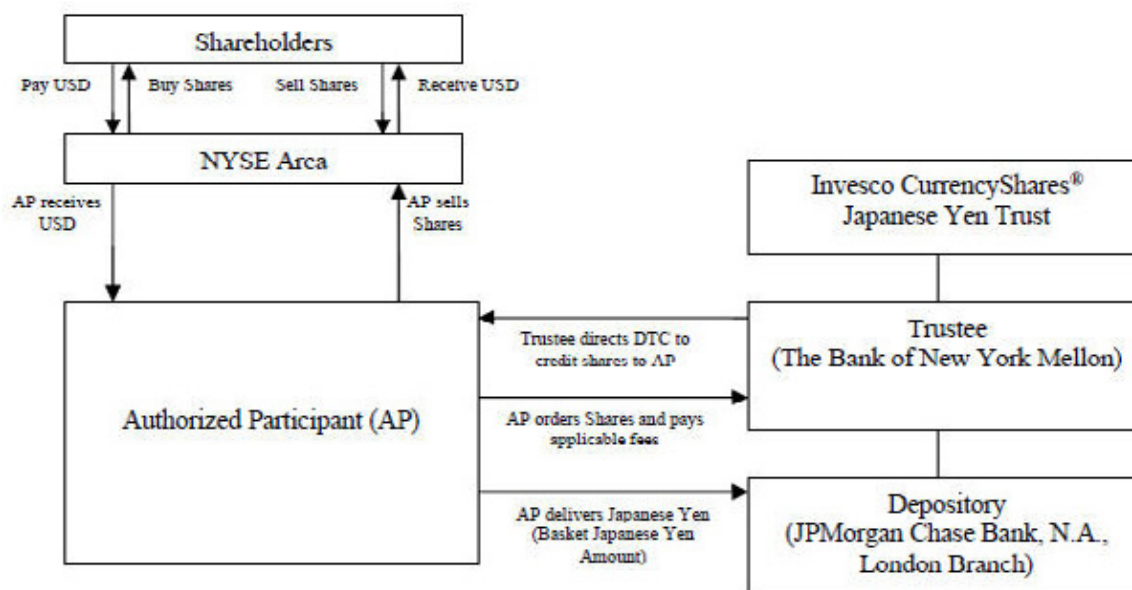 Shareholders
Pay USD
Buy Shares
Sell Shares
Receive USD
NYSE Arca
AP receives
USD
AP sells
Shares
Invesco CurrencyShares®
Japanese Yen Trust
Trustee directs DTC to
credit shares to AP
Trustee
(The Bank of New York Mellon)
Authorized Participant (AP)
AP orders Shares and pays
applicable fees
AP delivers Japanese Yen
(Basket Japanese Yen
Amount)
Depository
(JPMorgan Chase Bank, N.A.,
London Branch)